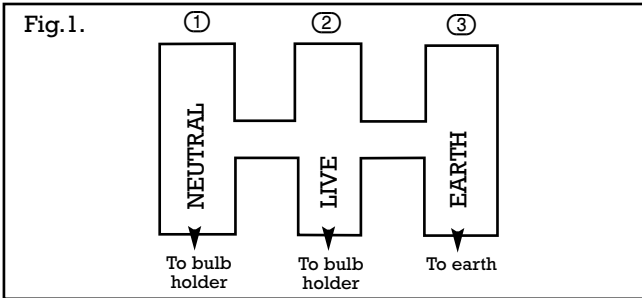 Fig.1.
1 2 3
NEUTRAL
LIVE
EARTH
To bulb
holder
To bulb
holder
To earth